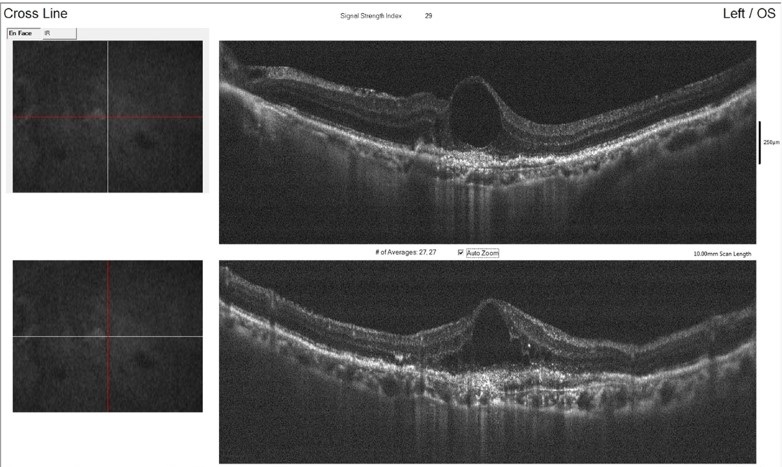 Cross Line
Signal Strength Index 29
Left / OS
En Face IR
250µm
# of Averages: 27, 27
Auto Zoom
10.00mm Scan Length